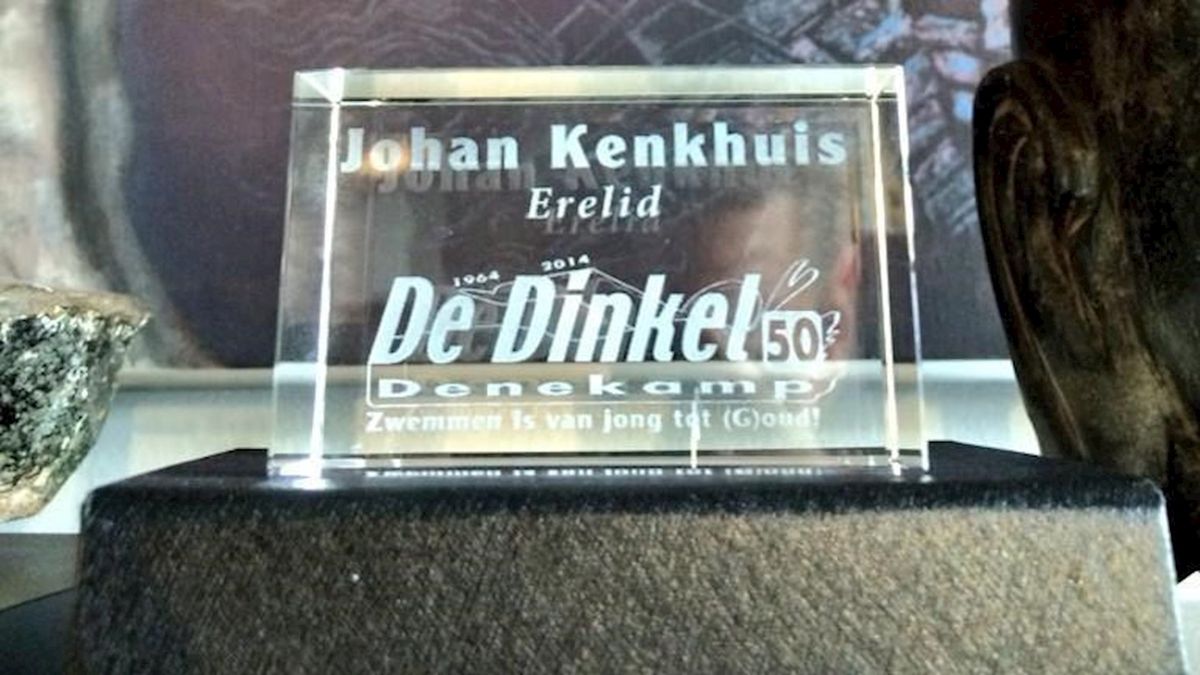 Johan Kenkhuis
Erelid
1964 2014
De Dinkel 50
Denekamp
Zwemmen is van jong tot (G)oud!